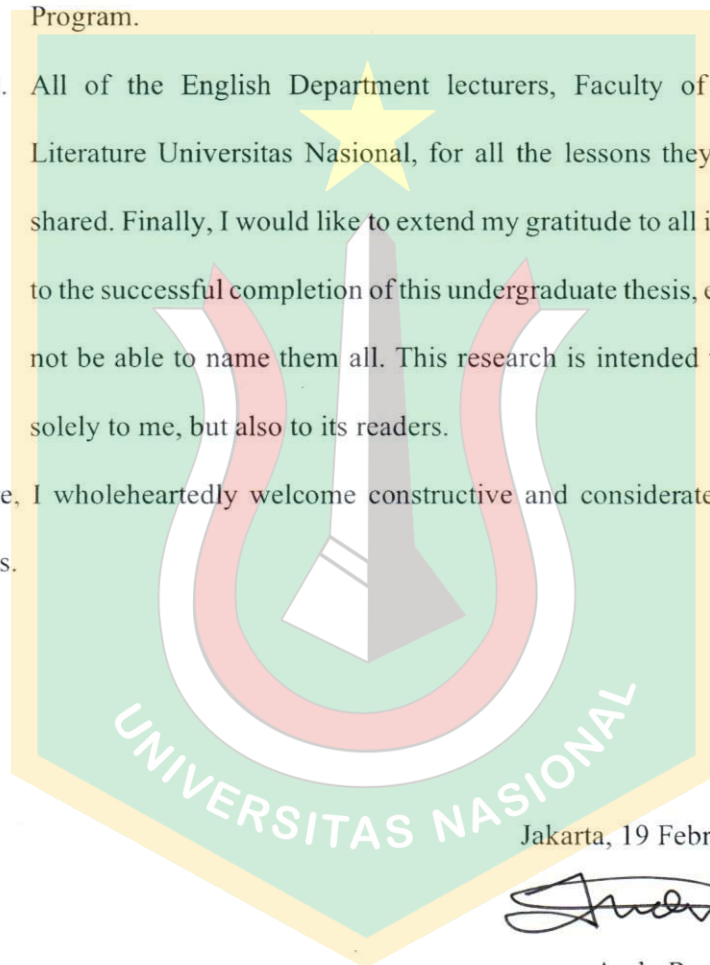 Program.
All of the English Department lecturers, Faculty of
Literature Universitas Nasional, for all the lessons they
shared. Finally, I would like to extend my gratitude to all
to the successful completion of this undergraduate thesis,
not be able to name them all. This research is intended
solely to me, but also to its readers.
I wholeheartedly welcome constructive and considerate
UNIVERSITAS NASIONAL
Jakarta, 19 Febr